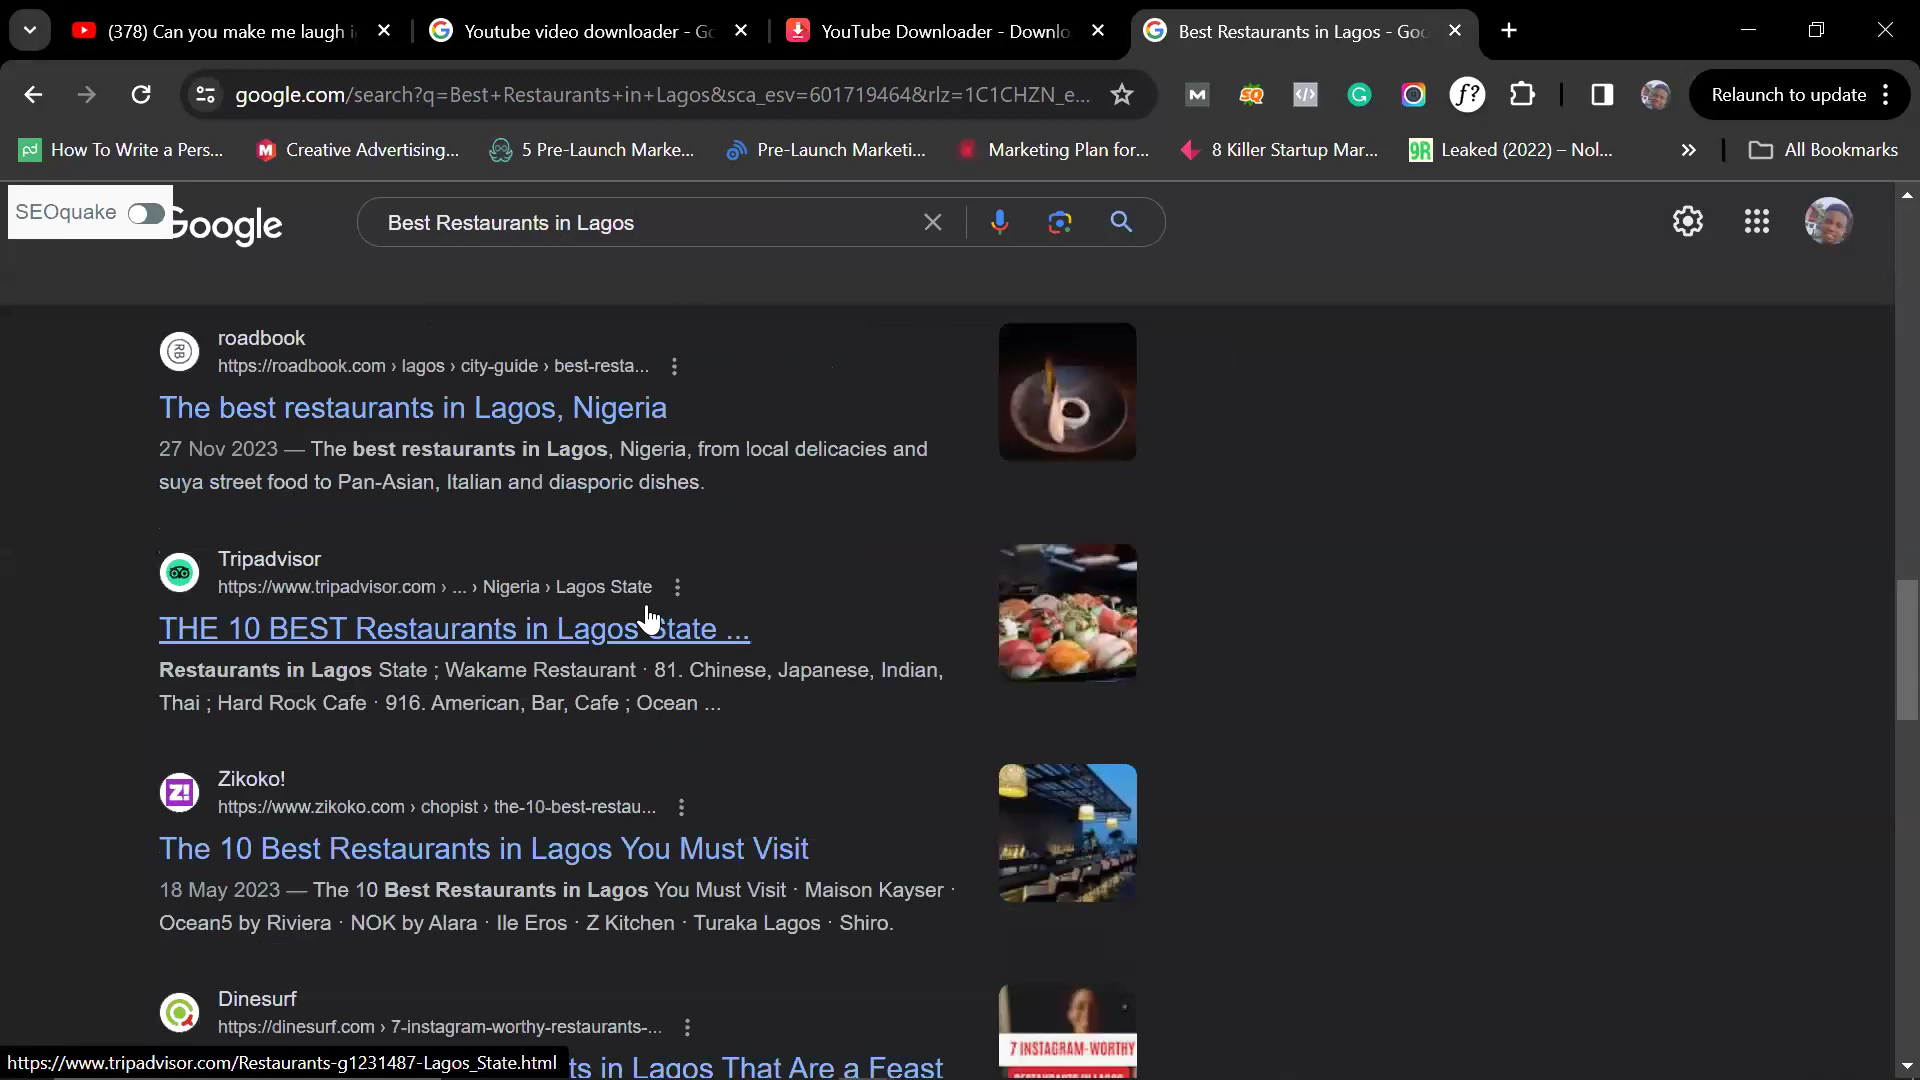 (378) Can you make me laugh i
Youtube video downloader - Go
YouTube Downloader - Downlo
Best Restaurants in Lagos - Goo
google.com/search?q=Best+Restaurants+in+Lagos&sca_esv=601719464&rlz=1C1CHZN_e...
Relaunch to update
How To Write a Pers...
Creative Advertising...
5 Pre-Launch Marke...
Pre-Launch Marketi...
Marketing Plan for...
8 Killer Startup Mar...
Leaked (2022) – Nol...
All Bookmarks
SEOquake
Google
Best Restaurants in Lagos
roadbook
https://roadbook.com › lagos › city-guide › best-resta...
The best restaurants in Lagos, Nigeria
27 Nov 2023 — The best restaurants in Lagos, Nigeria, from local delicacies and
suya street food to Pan-Asian, Italian and diasporic dishes.
Tripadvisor
https://www.tripadvisor.com › ... › Nigeria › Lagos State
THE 10 BEST Restaurants in Lagos State ...
Restaurants in Lagos State ; Wakame Restaurant · 81. Chinese, Japanese, Indian,
Thai ; Hard Rock Cafe · 916. American, Bar, Cafe ; Ocean ...
Zikoko!
https://www.zikoko.com › chopist › the-10-best-restau...
The 10 Best Restaurants in Lagos You Must Visit
18 May 2023 — The 10 Best Restaurants in Lagos You Must Visit · Maison Kayser ·
Ocean5 by Riviera · NOK by Alara · Ile Eros · Z Kitchen · Turaka Lagos · Shiro.
Dinesurf
https://dinesurf.com › 7-instagram-worthy-restaurants-...
7 INSTAGRAM-WORTHY
https://www.tripadvisor.com/Restaurants-g1231487-Lagos_State.html
ts in Lagos That Are a Feast